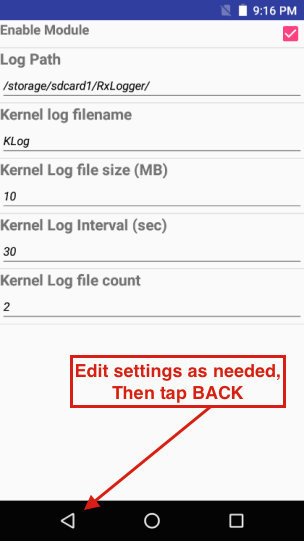 9:16 PM
Enable Module
Log Path
/storage/sdcard1/RxLogger/
Kernel log filename
KLog
Kernel Log file size (MB)
10
Kernel Log Interval (sec)
30
Kernel Log file count
2
Edit settings as needed,
Then tap BACK